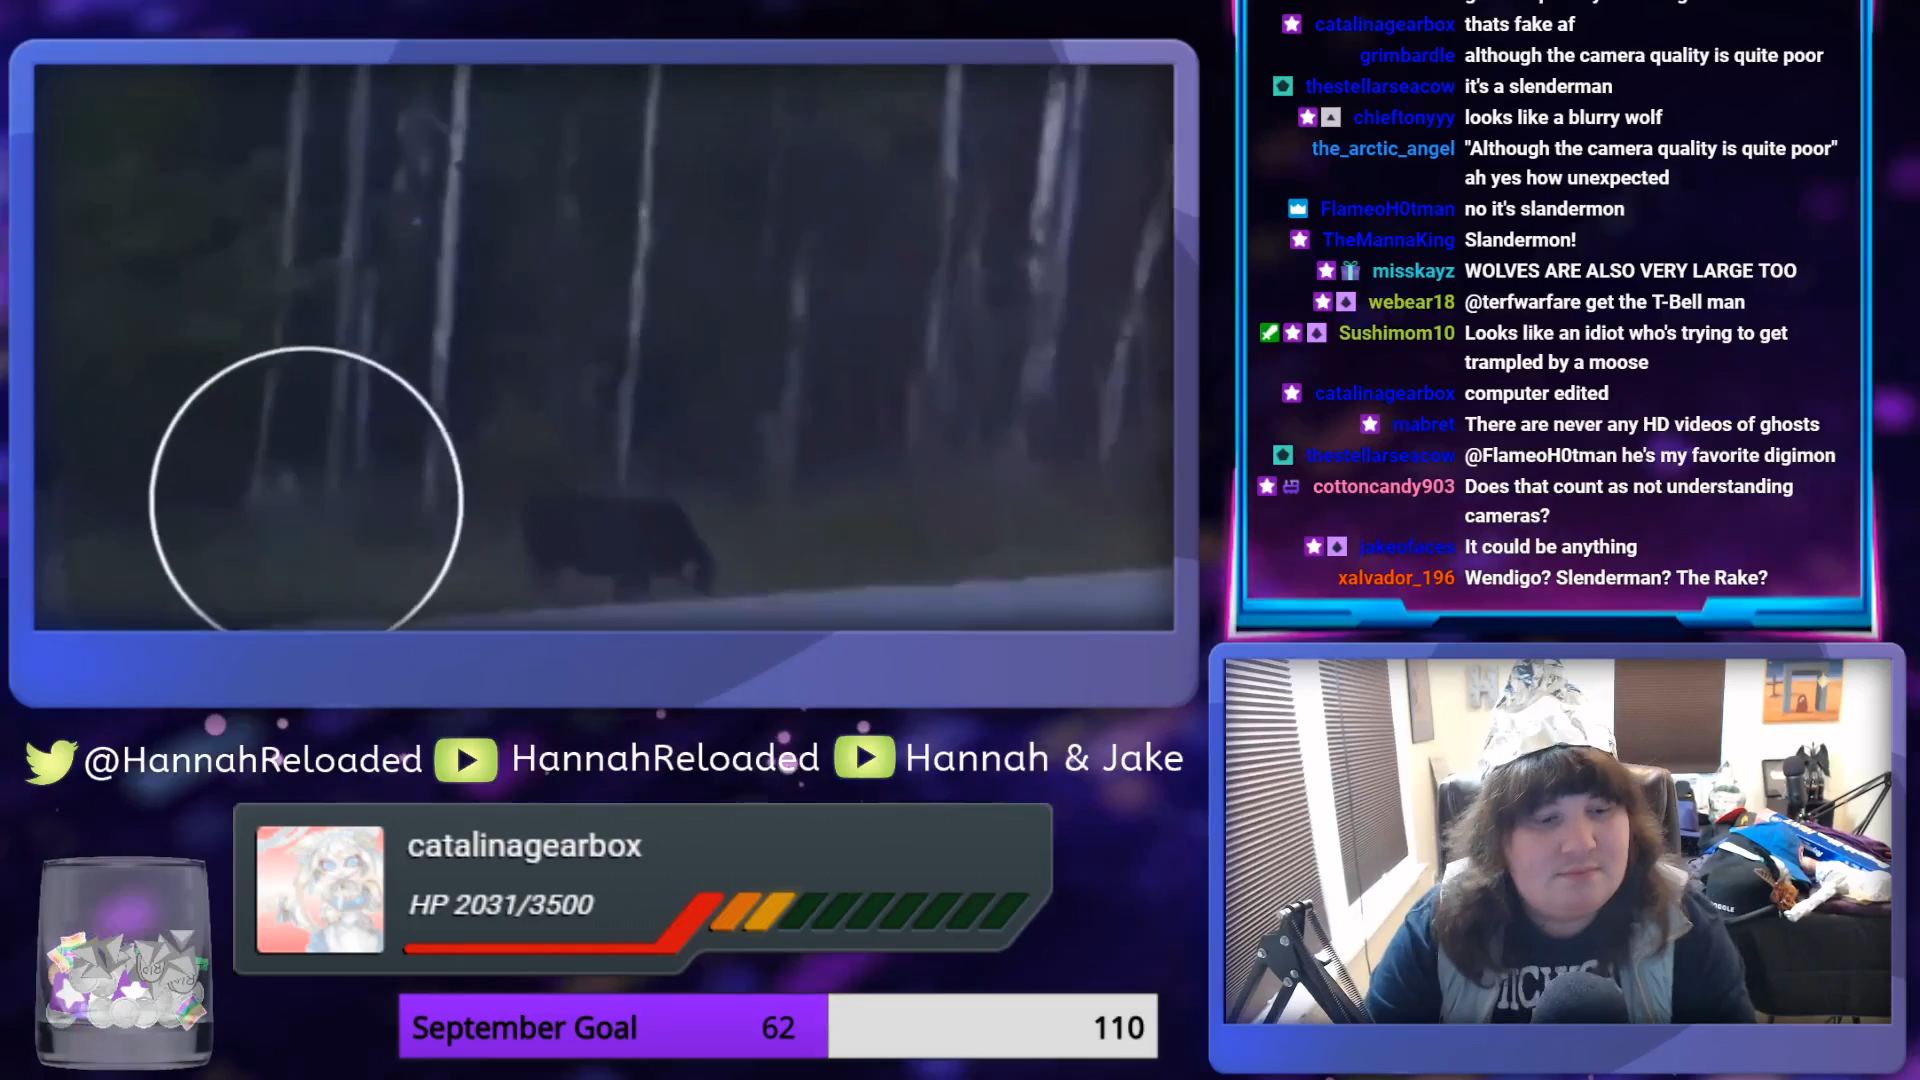 catalinagearbox thats fake af
grimbardle although the camera quality is quite poor
thestellarseacow it's a slenderman
chieftonyyy looks like a blurry wolf
the_arctic_angel "Although the camera quality is quite poor"
ah yes how unexpected
FlameoH0tman no it's slandermon
TheMannaKing Slandermon!
misskayz WOLVES ARE ALSO VERY LARGE TOO
webear18 @terfwarfare get the T-Bell man
Sushimom10 Looks like an idiot who's trying to get
trampled by a moose
catalinagearbox computer edited
mabret There are never any HD videos of ghosts
thestellarseacow @FlameoH0tman he's my favorite digimon
cottoncandy903 Does that count as not understanding
cameras?
jakeofaces It could be anything
xalvador_196 Wendigo? Slenderman? The Rake?
@HannahReloaded HannahReloaded Hannah & Jake
catalinagearbox
HP 2031/3500
September Goal 62 110